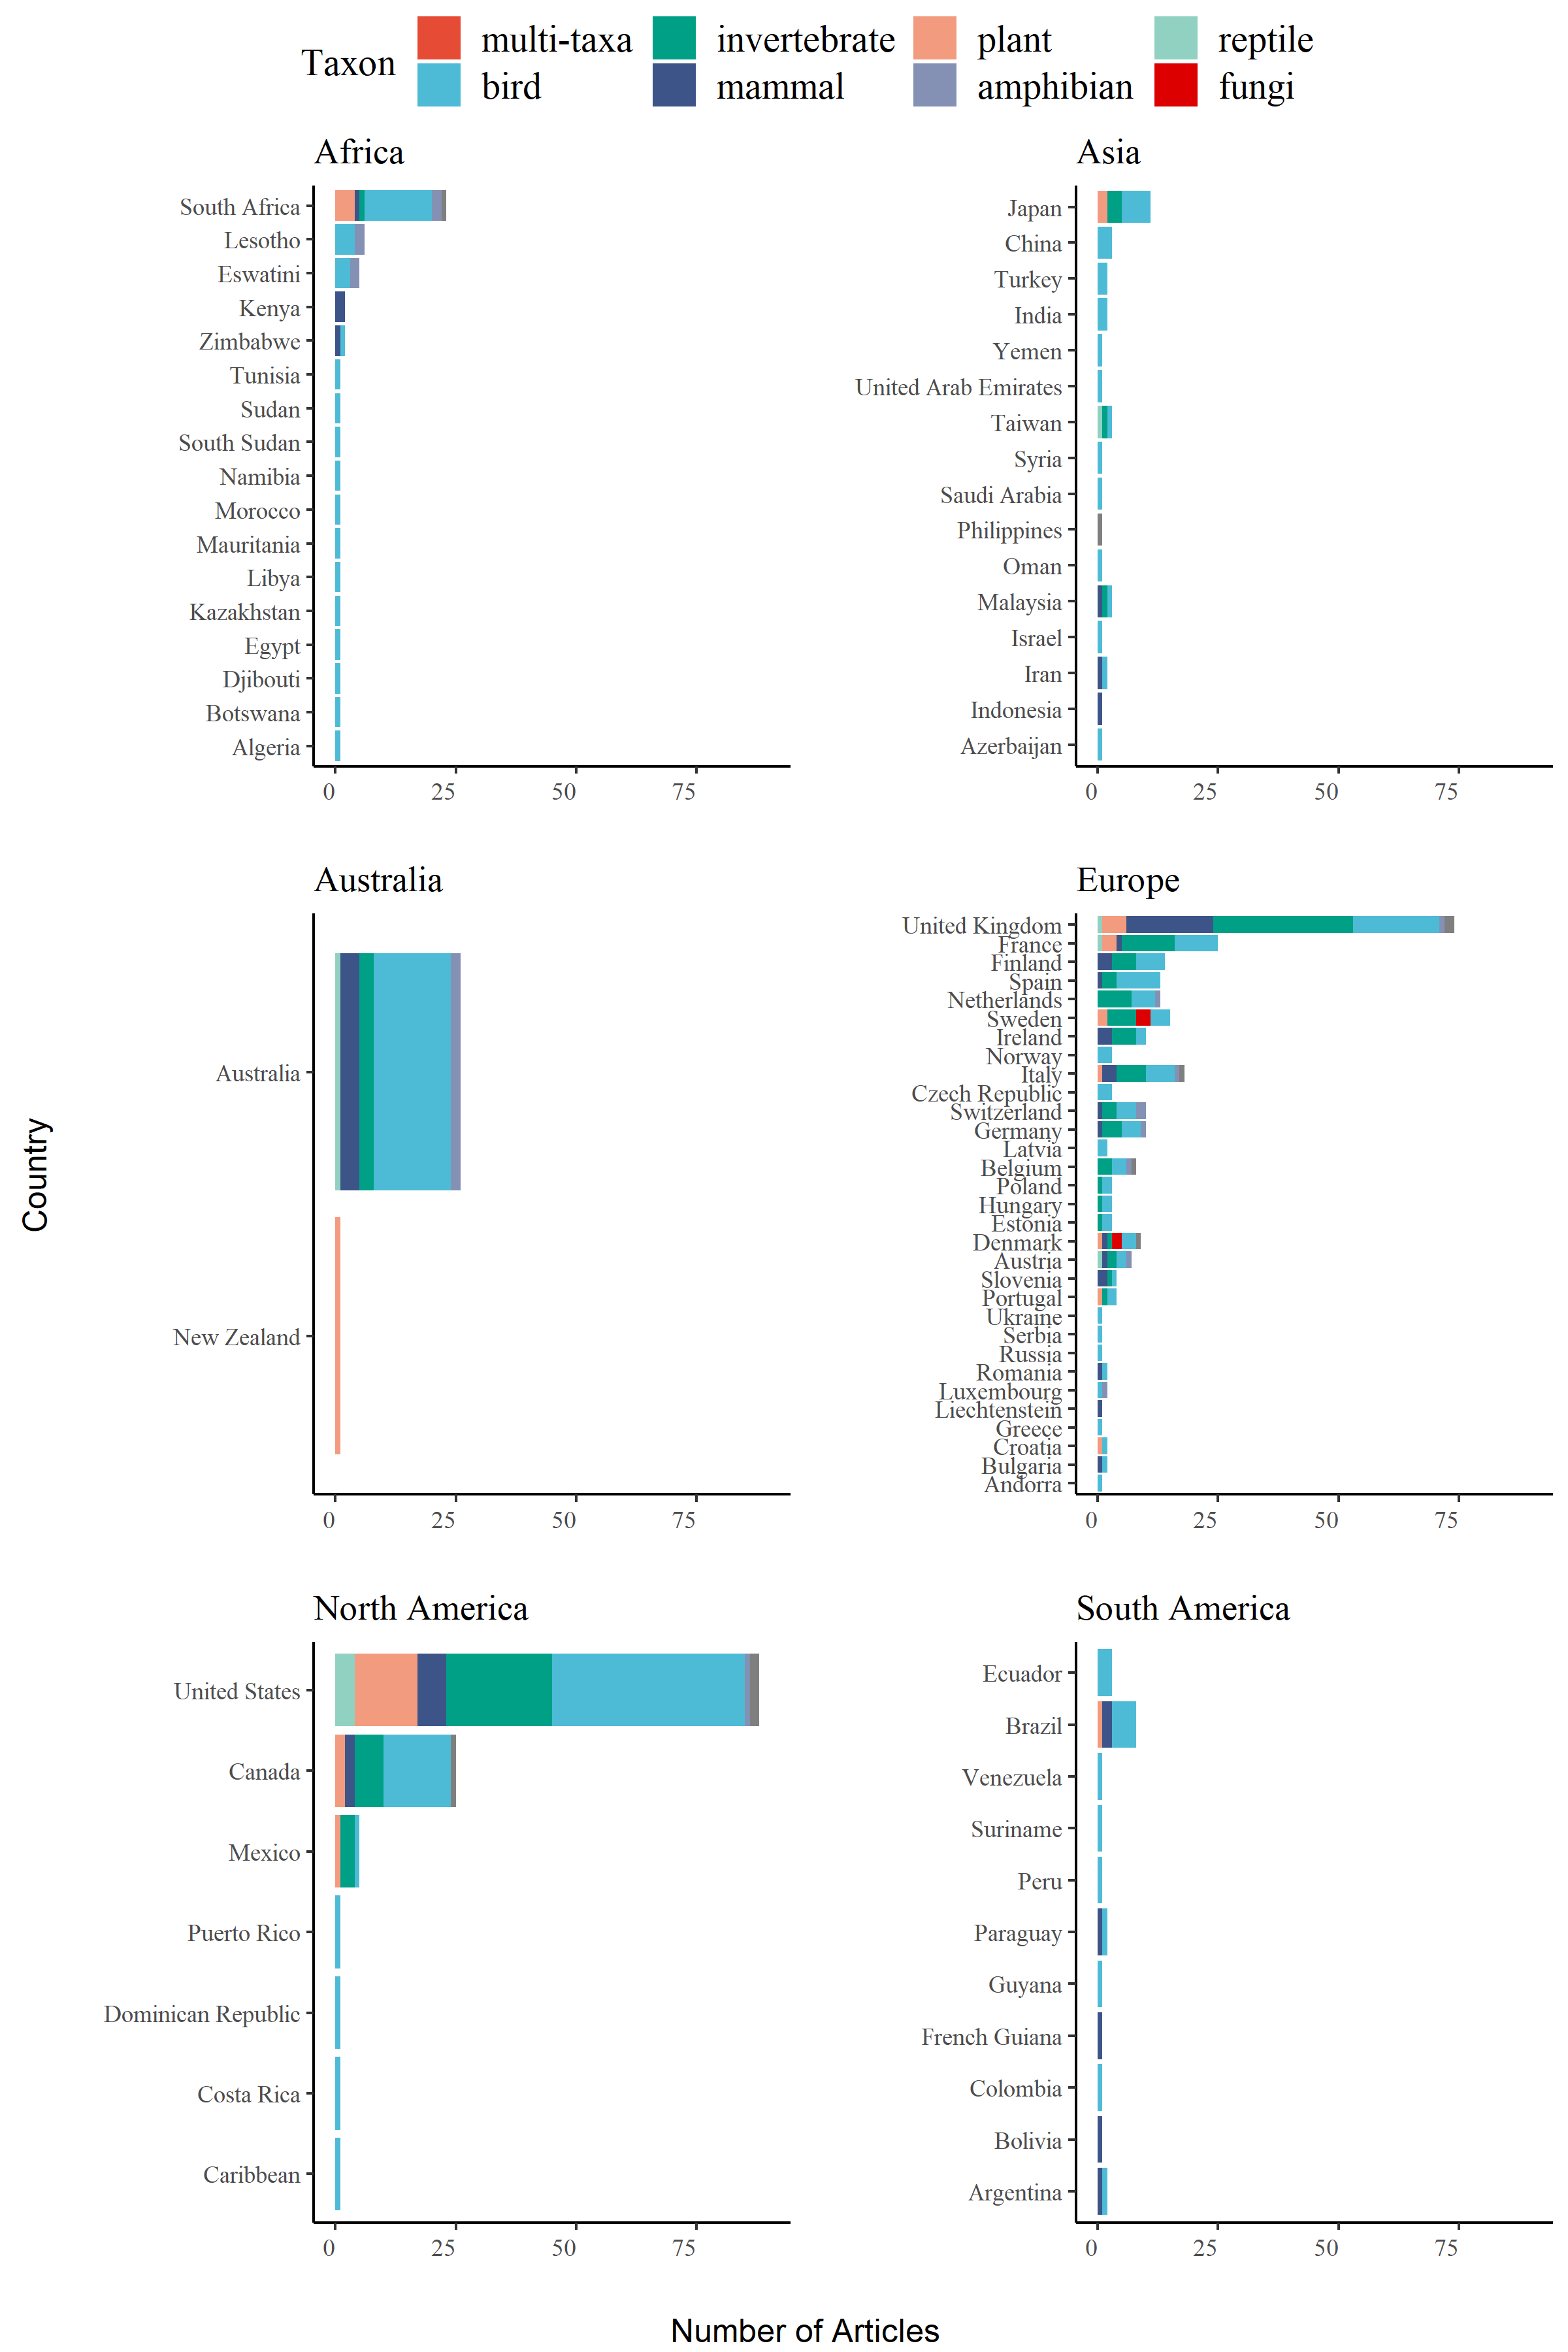 Taxon
multi-taxa invertebrate plant reptile
bird mammal amphibian fungi
Africa
South Africa
Lesotho
Eswatini
Kenya
Zimbabwe
Tunisia
Sudan
South Sudan
Namibia
Morocco
Mauritania
Libya
Kazakhstan
Egypt
Djibouti
Botswana
Algeria
0 25 50 75
Asia
Japan
China
Turkey
India
Yemen
United Arab Emirates
Taiwan
Syria
Saudi Arabia
Philippines
Oman
Malaysia
Israel
Iran
Indonesia
Azerbaijan
0 25 50 75
Australia
Australia
New Zealand
0 25 50 75
Europe
United Kingdom
France
Finland
Spain
Netherlands
Sweden
Ireland
Norway
Italy
Czech Republic
Switzerland
Germany
Latvia
Belgium
Poland
Hungary
Estonia
Denmark
Austria
Slovenia
Portugal
Ukraine
Serbia
Russia
Romania
Luxembourg
Liechtenstein
Greece
Croatia
Bulgaria
Andorra
0 25 50 75
North America
United States
Canada
Mexico
Puerto Rico
Dominican Republic
Costa Rica
Caribbean
0 25 50 75
South America
Ecuador
Brazil
Venezuela
Suriname
Peru
Paraguay
Guyana
French Guiana
Colombia
Bolivia
Argentina
0 25 50 75
Country
Number of Articles